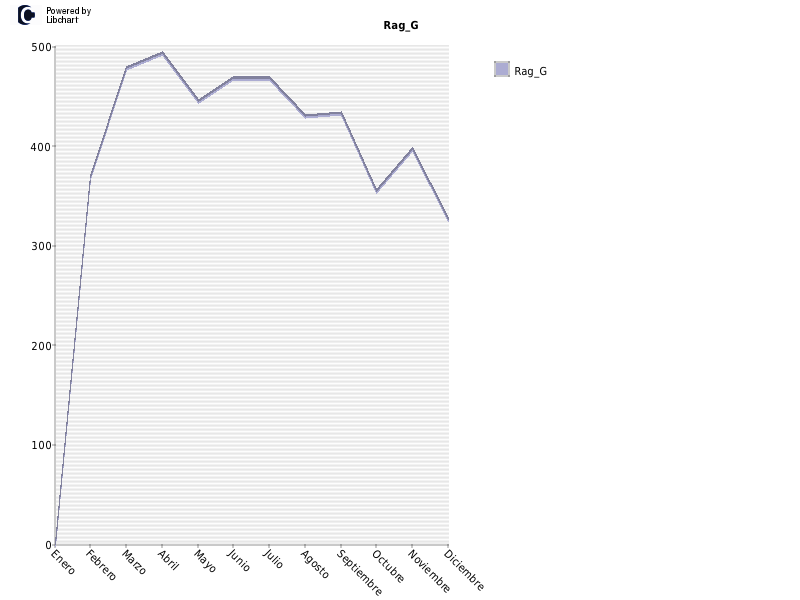 Powered by
Libchart
Rag_G
Rag_G
500
400
300
200
100
0
Enero
Febrero
Marzo
Abril
Mayo
Junio
Julio
Agosto
Septiembre
Octubre
Noviembre
Diciembre